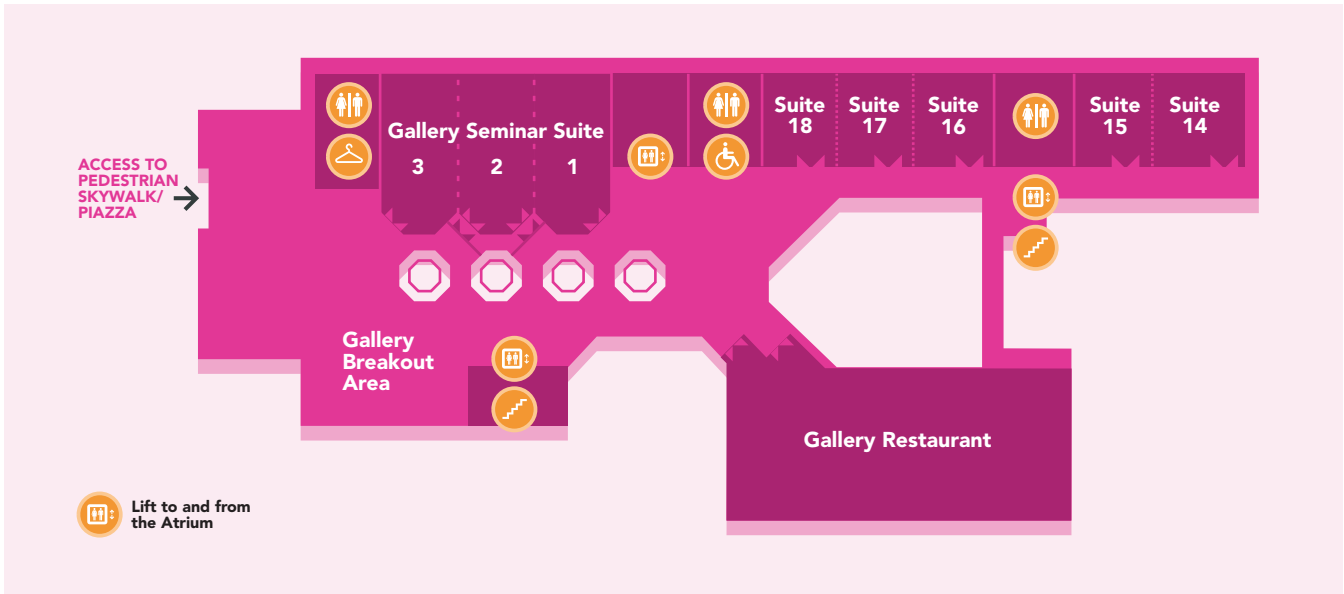 ACCESS TO
PEDESTRIAN
SKYWALK/
PIAZZA
Gallery Seminar Suite
3 2 1
Suite
18
Suite
17
Suite
16
Suite
15
Suite
14
Gallery
Breakout
Area
Gallery Restaurant
Lift to and from
the Atrium